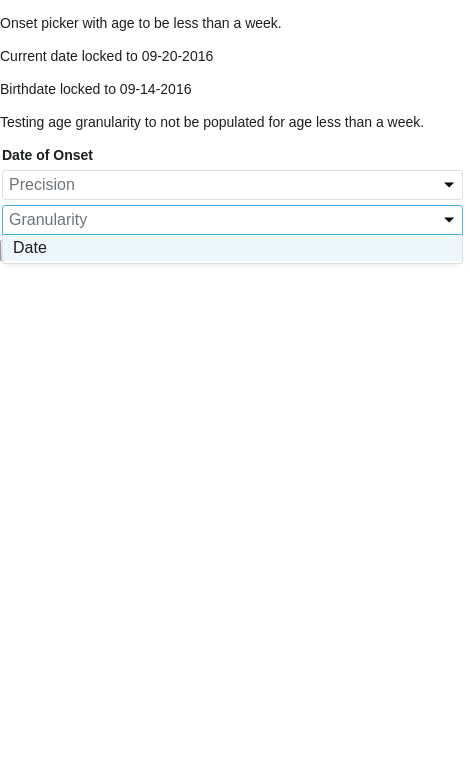 Onset picker with age to be less than a week.
Current date locked to 09-20-2016
Birthdate locked to 09-14-2016
Testing age granularity to not be populated for age less than a week.
Date of Onset
Precision
Granularity
Date